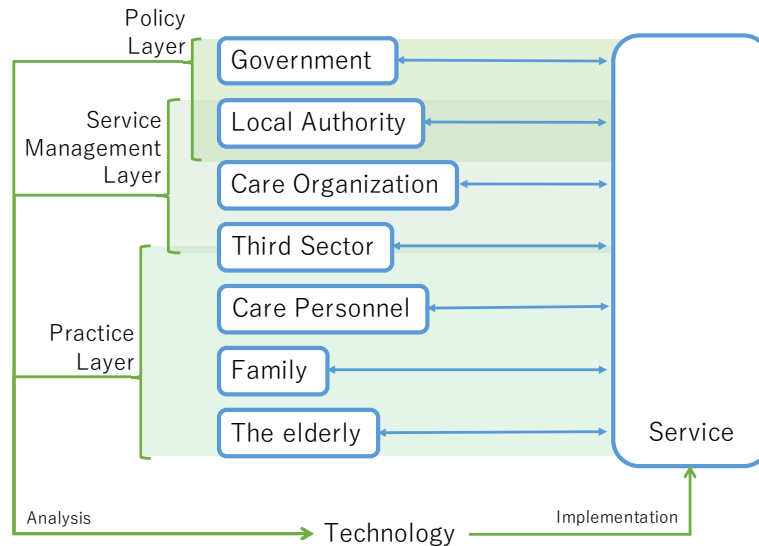 Policy
Layer
Government
Service
Management
Layer
Local Authority
Care Organization
Third Sector
Care Personnel
Practice
Layer
Family
The elderly
Service
Analysis
Technology
Implementation